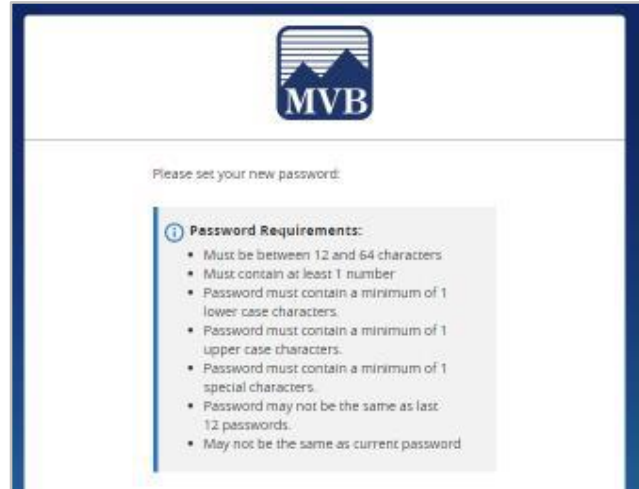 MVB
Please set your new password:
Password Requirements:
• Must be between 12 and 64 characters
• Must contain at least 1 number
• Password must contain a minimum of 1
lower case characters.
• Password must contain a minimum of 1
upper case characters.
• Password must contain a minimum of 1
special characters.
• Password may not be the same as last
12 passwords.
• May not be the same as current password